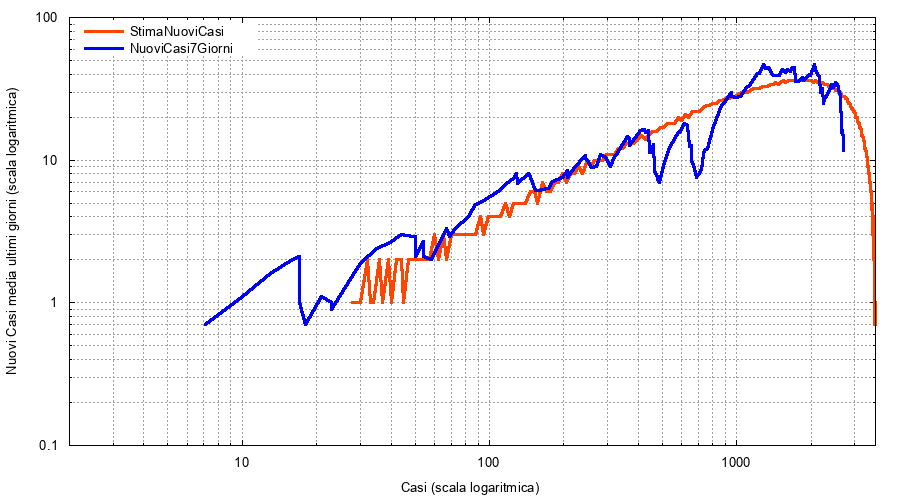 100
10
1
0.1
Nuovi Casi media ultimi giorni (scala logaritmica)
StimaNuoviCasi
NuoviCasi7Giorni
10
100
1000
Casi (scala logaritmica)